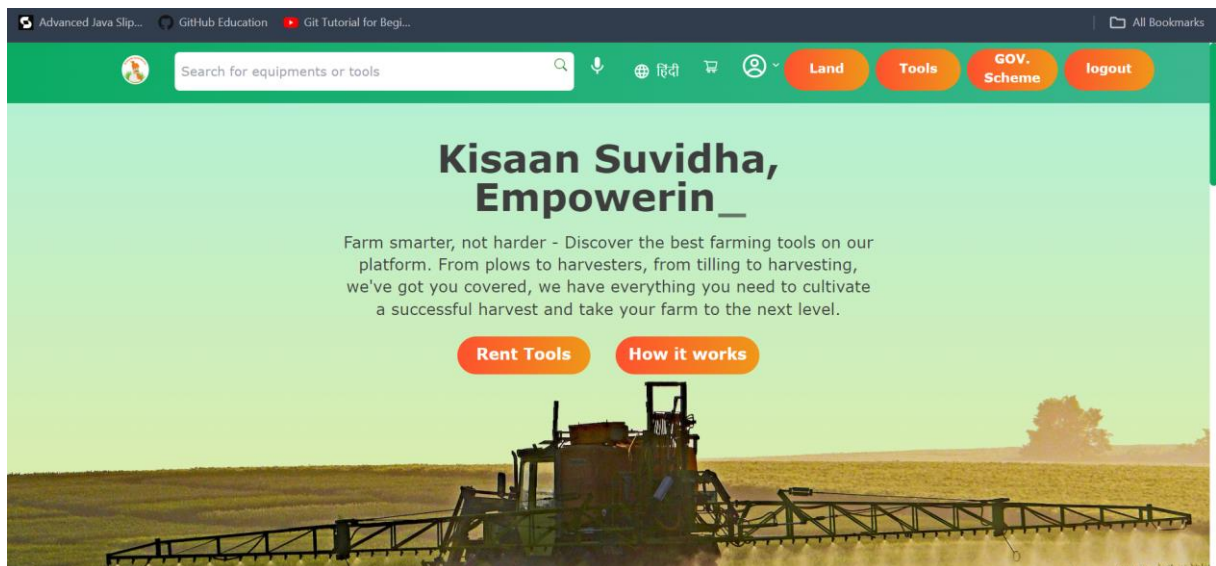 Advanced Java Slip... GitHub Education Git Tutorial for Begi... All Bookmarks
Search for equipments or tools हिंदी Land Tools GOV. Scheme logout
Kisaan Suvidha,
Empowerin_
Farm smarter, not harder - Discover the best farming tools on our
platform. From plows to harvesters, from tilling to harvesting,
we've got you covered, we have everything you need to cultivate
a successful harvest and take your farm to the next level.
Rent Tools How it works